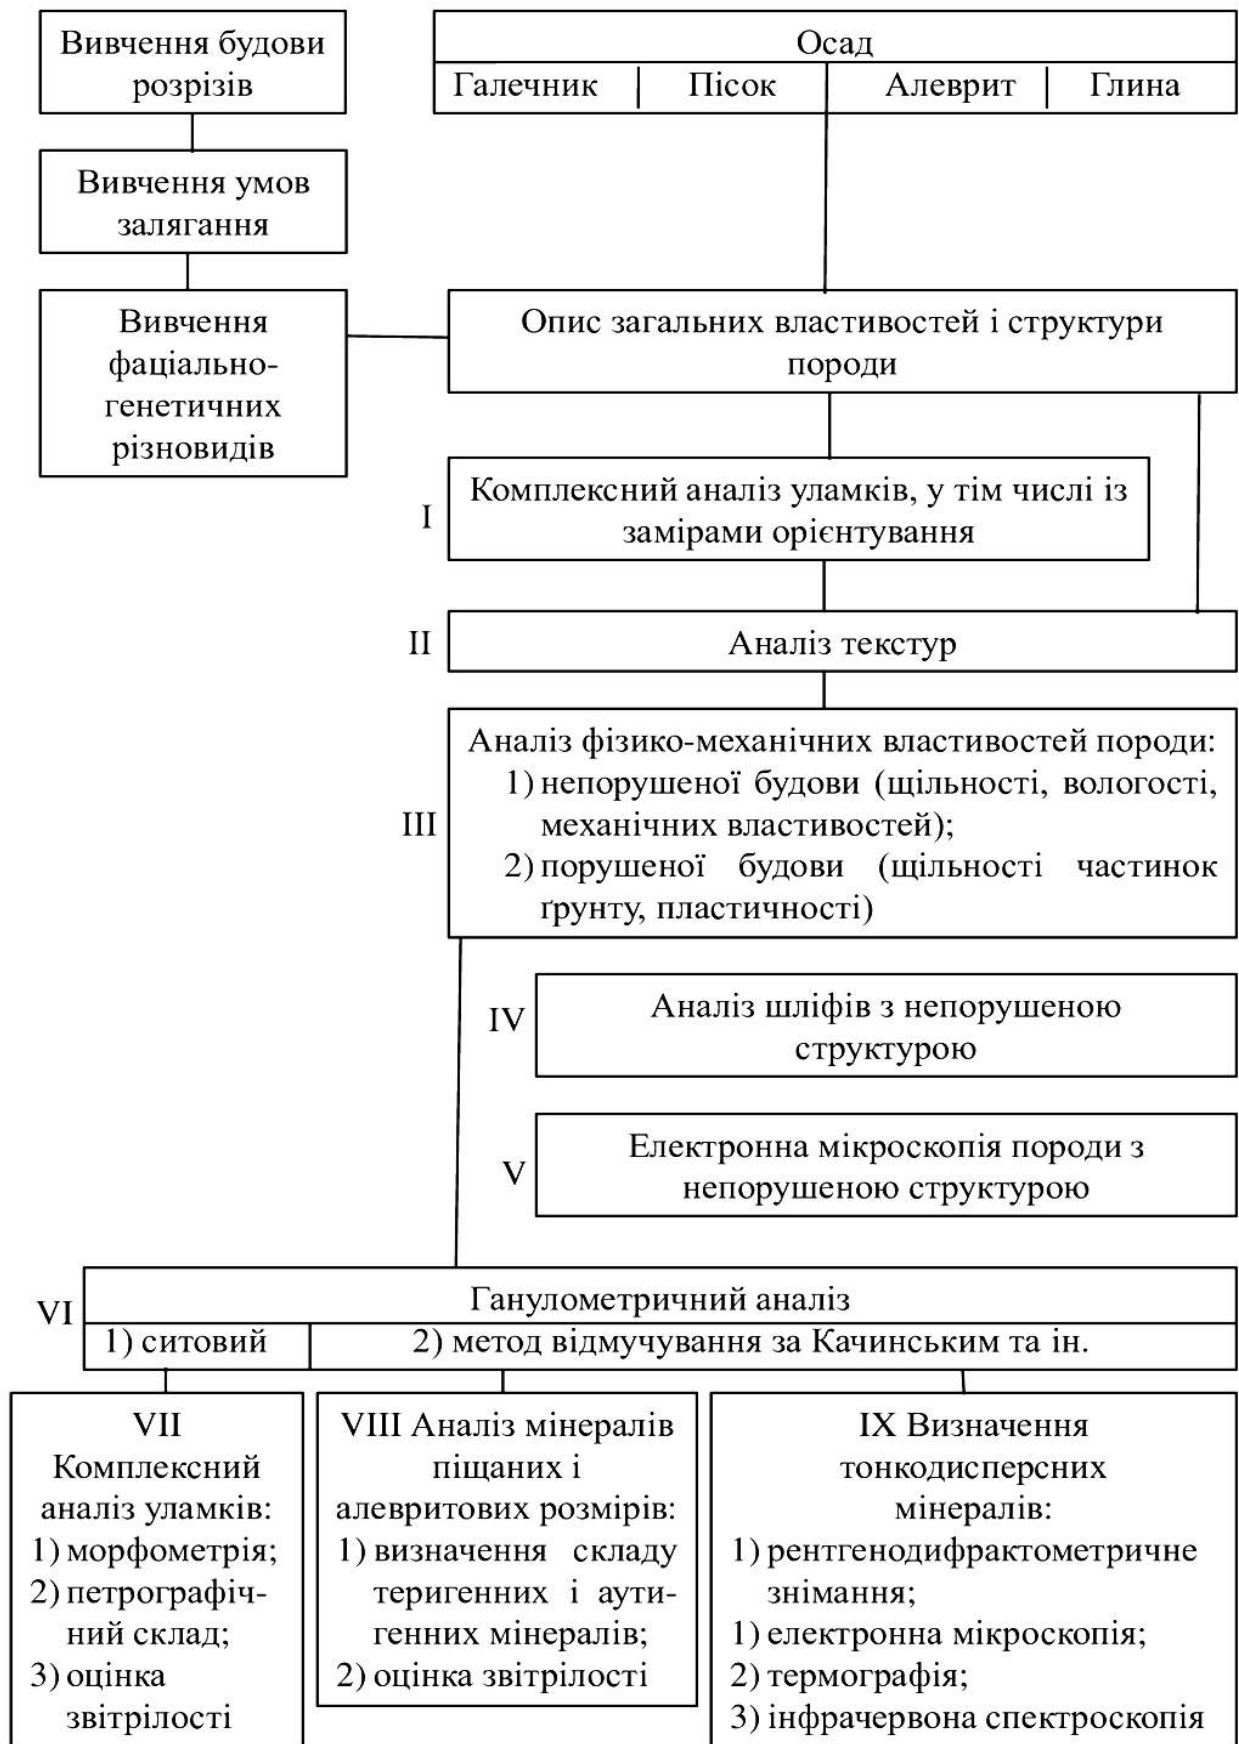 Вивчення будови
розрізів
Осад
Галечник
Пісок
Алеврит
Глина
Вивчення умов
залягання
Вивчення
фаціально-
генетичних
різновидів
Опис загальних властивостей і структури
породи
I
Комплексний аналіз уламків, у тім числі із
замірами орієнтування
II
Аналіз текстур
III
Аналіз фізико-механічних властивостей породи:
1) непорушеної будови (щільності, вологості,
механічних властивостей);
2) порушеної будови (щільності частинок
ґрунту, пластичності)
IV
Аналіз шліфів з непорушеною
структурою
V
Електронна мікроскопія породи з
непорушеною структурою
VI
Ганулометричний аналіз
1) ситовий
2) метод відмучування за Качинським та ін.
VII
Комплексний
аналіз уламків:
1) морфометрія;
2) петрографіч-
ний склад;
3) оцінка
звітрілості
VIII Аналіз мінералів
піщаних і
алевритових розмірів:
1) визначення складу
теригенних і аути-
генних мінералів;
2) оцінка звітрілості
IX Визначення
тонкодисперсних
мінералів:
1) рентгенодифрактометричне
знімання;
1) електронна мікроскопія;
2) термографія;
3) інфрачервона спектроскопія